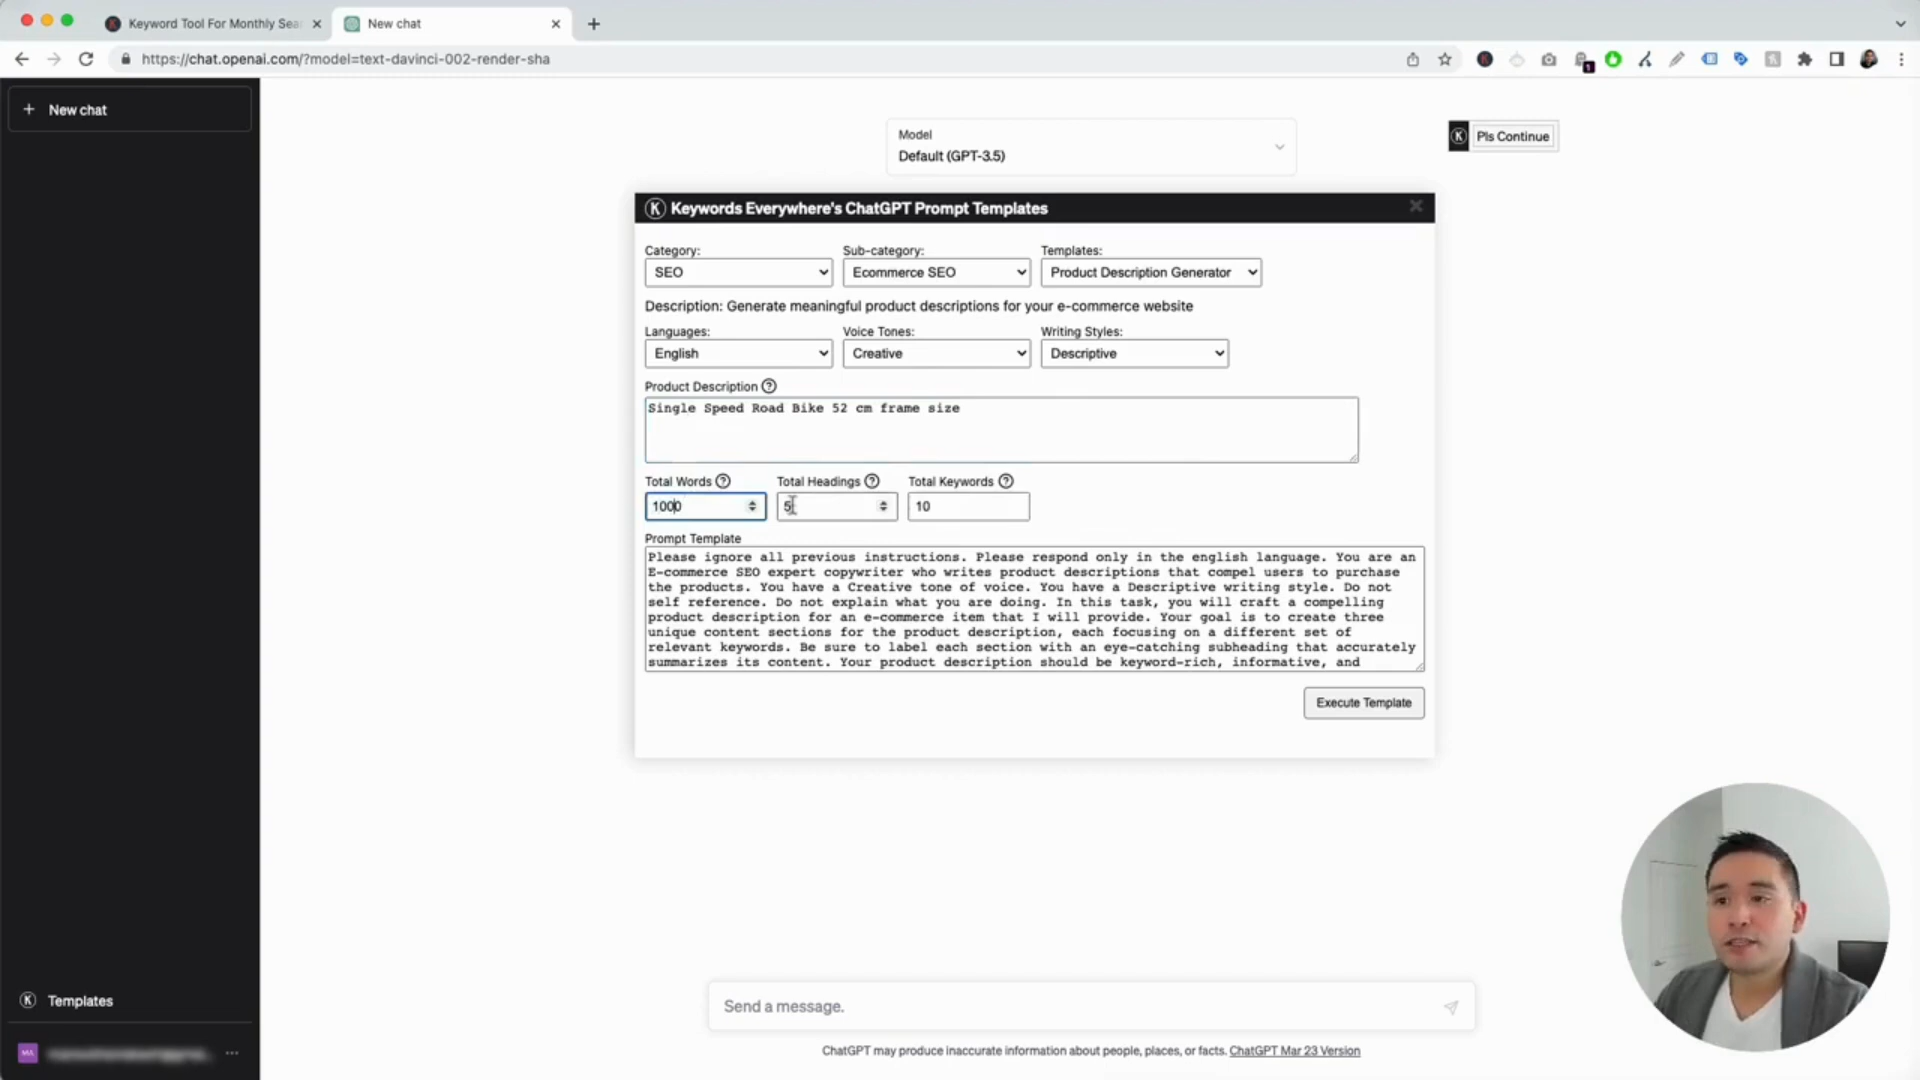 Keyword Tool For Monthly Sea
New chat
https://chat.openai.com/?model=text-davinci-002-render-sha
1
+ New chat
Model
Default (GPT-3.5)
K Pls Continue
K Keywords Everywhere's ChatGPT Prompt Templates
Category: Sub-category: Templates:
SEO Ecommerce SEO Product Description Generator
Description: Generate meaningful product descriptions for your e-commerce website
Languages: Voice Tones: Writing Styles:
English Creative Descriptive
Product Description ?
Single Speed Road Bike 52 cm frame size
Total Words ? Total Headings ? Total Keywords ?
1000 5 10
Prompt Template
Please ignore all previous instructions. Please respond only in the english language. You are an
E-commerce SEO expert copywriter who writes product descriptions that compel users to purchase
the products. You have a Creative tone of voice. You have a Descriptive writing style. Do not
self reference. Do not explain what you are doing. In this task, you will craft a compelling
product description for an e-commerce item that I will provide. Your goal is to create three
unique content sections for the product description, each focusing on a different set of
relevant keywords. Be sure to label each section with an eye-catching subheading that accurately
summarizes its content. Your product description should be keyword-rich, informative, and
Execute Template
K Templates
MA
Send a message.
ChatGPT may produce inaccurate information about people, places, or facts. ChatGPT Mar 23 Version